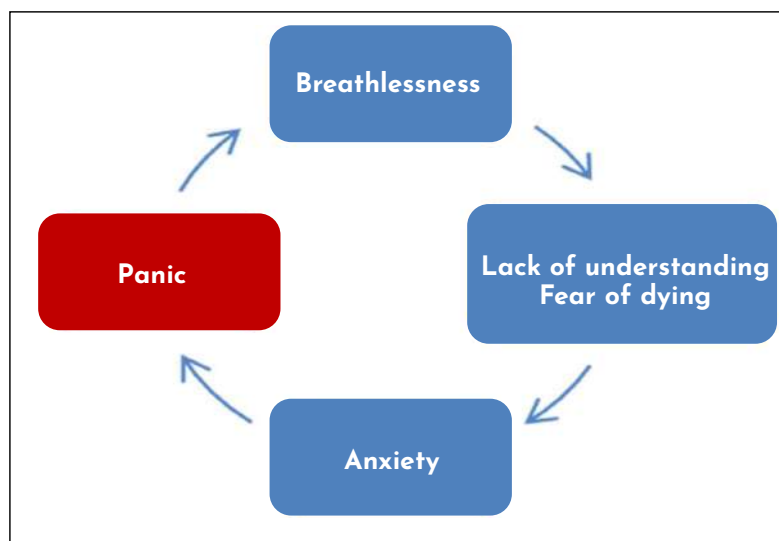 Breathlessness
Lack of understanding
Fear of dying
Anxiety
Panic